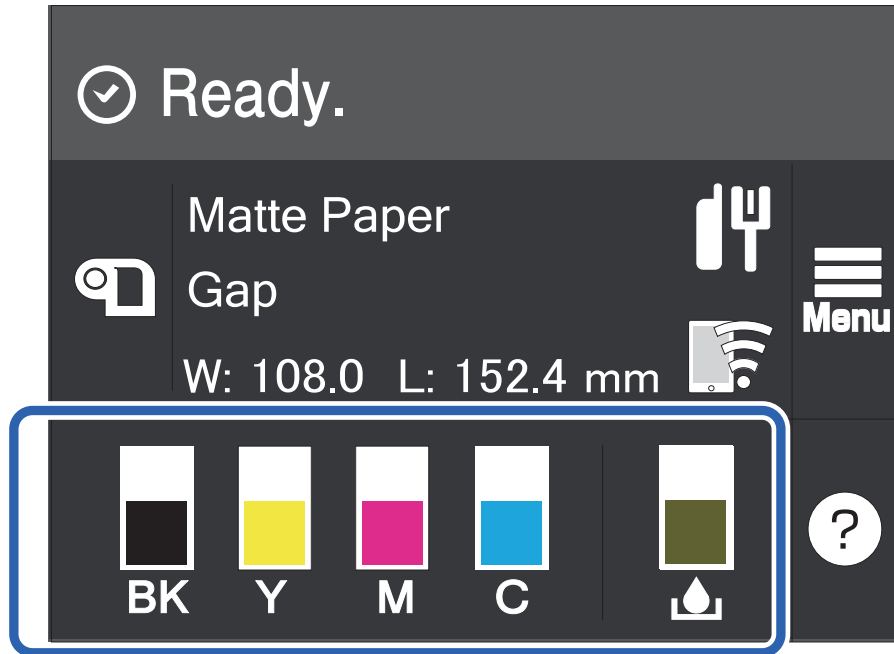 Ready.
Matte Paper
Gap
W: 108.0 L: 152.4 mm
Menu
BK Y M C
?